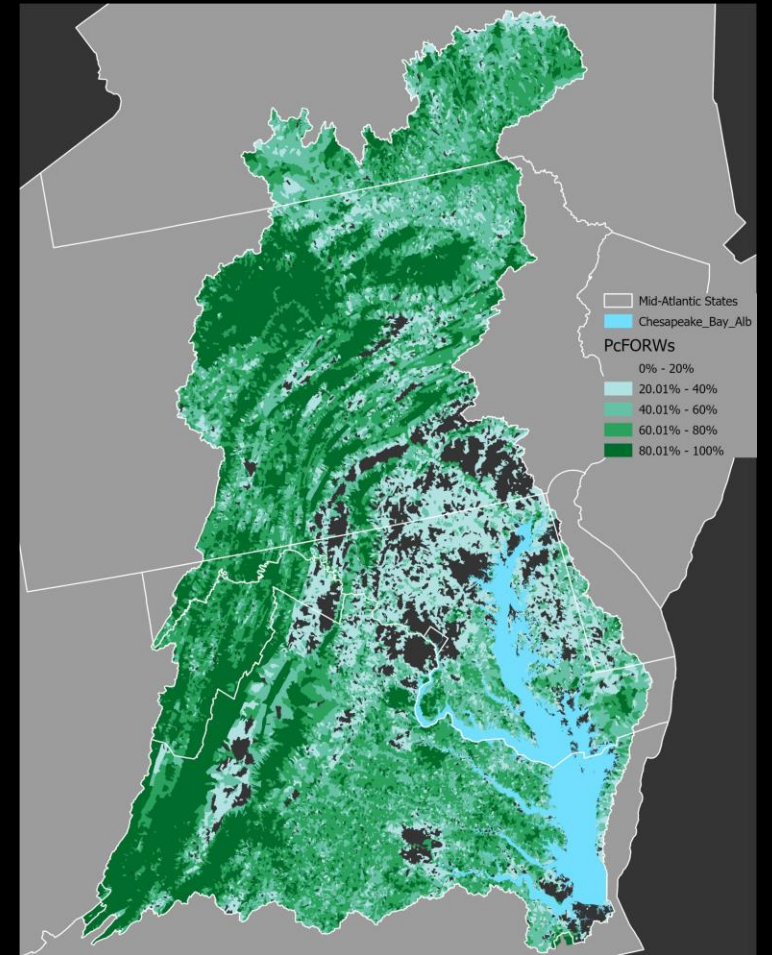 Mid-Atlantic States
Chesapeake_Bay_Alb
PcFORWs
0% - 20%
20.01% - 40%
40.01% - 60%
60.01% - 80%
80.01% - 100%